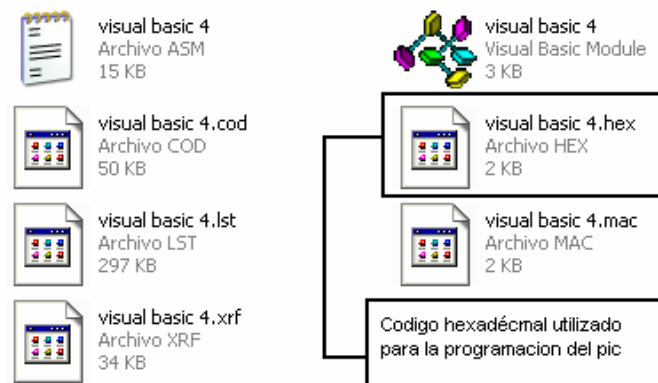 visual basic 4
Archivo ASM
15 KB
visual basic 4
Visual Basic Module
3 KB
visual basic 4.cod
Archivo COD
50 KB
visual basic 4.hex
Archivo HEX
2 KB
visual basic 4.lst
Archivo LST
297 KB
visual basic 4.mac
Archivo MAC
2 KB
visual basic 4.xrf
Archivo XRF
34 KB
Codigo hexadécmal utilizado
para la programacion del pic